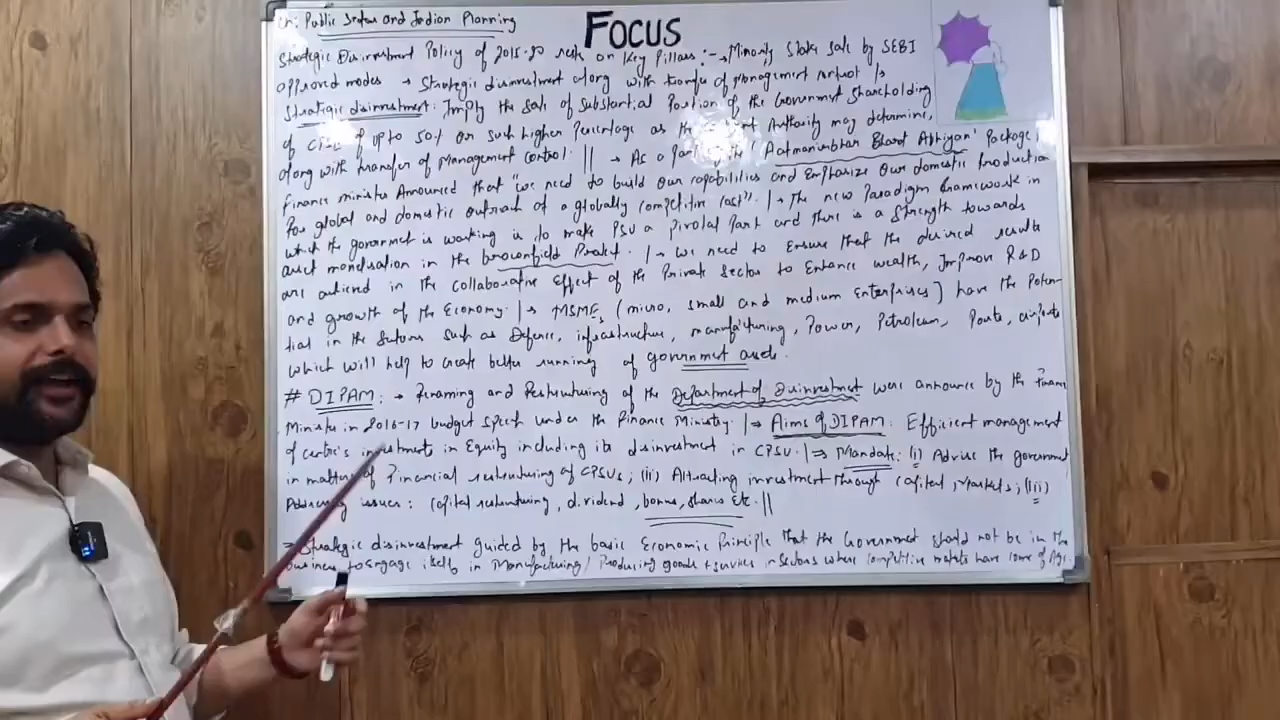 Ch: Public Sector and Indian Planning
FOCUS
Strategic Disinvestment Policy of 2015-20 rests on Key Pillars :- → Minority Stake Sale by SEBI
approved modes → Strategic disinvestment along with transfer of management control |→
Strategic disinvestment: Imply the Sale of Substantial Portion of the Government Shareholding
of CPSE of upto 50% or such higher Percentage as the Authority may determine,
along with transfer of Management Control. || → As a Part of the 'Aatmanirbhar Bharat Abhiyan' Package,
Finance minister Announced that "we need to build our capabilities and Emphasize our domestic Production
for global and domestic outreach of a globally competitive cost". |→ The new Paradigm framework in
which the government is working is to make PSU a pivotal Part and there is a Strength towards
asset monetisation in the brownfield Product. |→ We need to Ensure that the desired results
are achieved in the collaborative Effect of the Private Sector to Enhance wealth, Improve R&D
and growth of the Economy. |→ MSMEs (micro, small and medium Enterprises) have the Poten-
tial in the Sectors Such as Defence, infrastructure, manufacturing, Power, Petroleum, Ports, airports
which will help to create better running of government assets.
# DIPAM: → Renaming and Restructuring of the Department of Disinvestment were announce by the Finance
Minister in 2016-17 budget speech under the Finance Ministry. |→ Aims of DIPAM: Efficient management
of centre's investments in Equity including its disinvestment in CPSU. |⇒ Mandate: (i) Advise the government
in matters of Financial restructuring of CPSUs; (ii) Attracting investment through Capital Markets; (iii)
Addressing issues: Capital restructuring, dividend, bonus, shares Etc. ||
⇒ Strategic disinvestment guided by the basic Economic Principle that the Government should not be in the
business to engage itself in Manufacturing/Producing goods & services in Sectors where Competitive markets have come of Age.